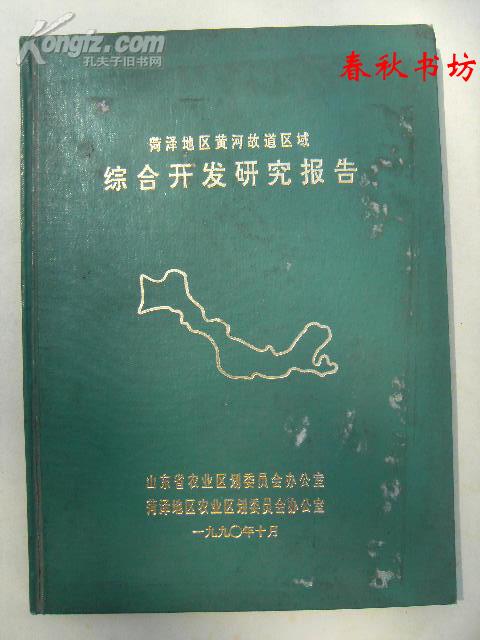 Kongfz.com
孔夫子旧书网
春秋书坊
菏泽地区黄河故道区域
综合开发研究报告
山东省农业区划委员会办公室
菏泽地区农业区划委员会办公室
一九九〇年十月